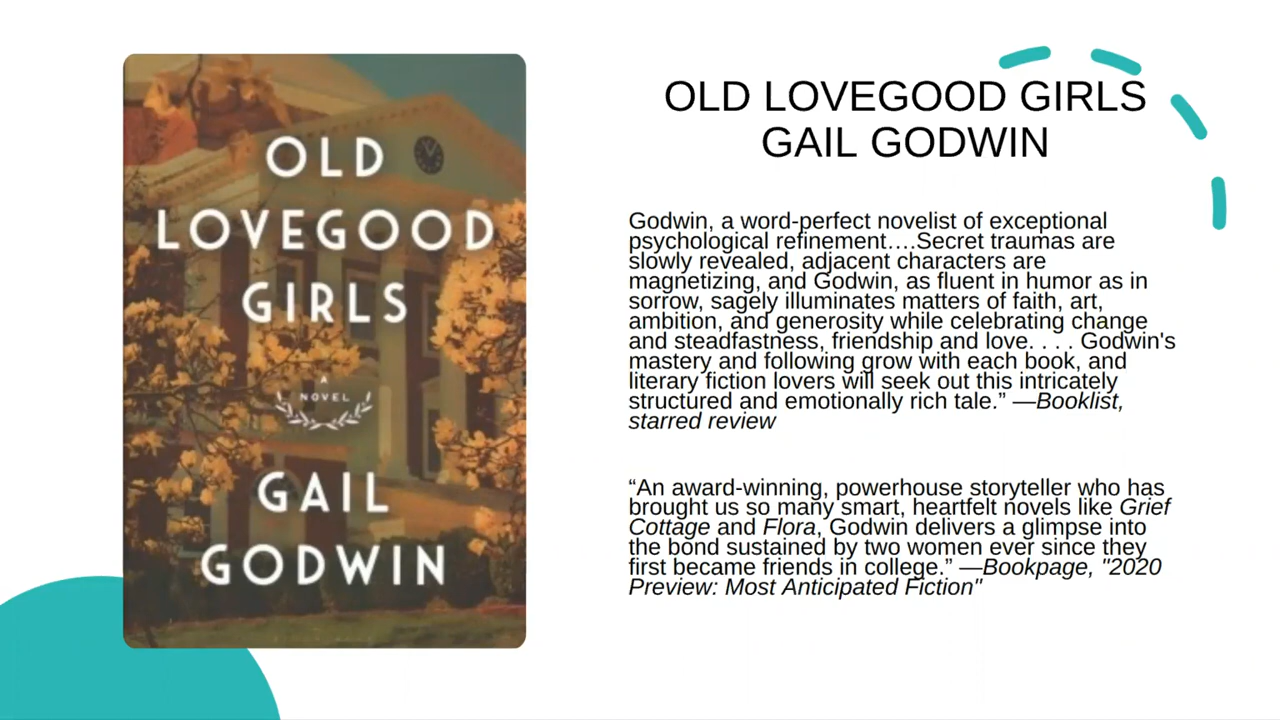 OLD
LOVEGOOD
GIRLS
A
NOVEL
GAIL
GODWIN
OLD LOVEGOOD GIRLS
GAIL GODWIN
Godwin, a word-perfect novelist of exceptional
psychological refinement….Secret traumas are
slowly revealed, adjacent characters are
magnetizing, and Godwin, as fluent in humor as in
sorrow, sagely illuminates matters of faith, art,
ambition, and generosity while celebrating change
and steadfastness, friendship and love. . . . Godwin's
mastery and following grow with each book, and
literary fiction lovers will seek out this intricately
structured and emotionally rich tale.” —Booklist,
starred review
“An award-winning, powerhouse storyteller who has
brought us so many smart, heartfelt novels like Grief
Cottage and Flora, Godwin delivers a glimpse into
the bond sustained by two women ever since they
first became friends in college.” —Bookpage, "2020
Preview: Most Anticipated Fiction"